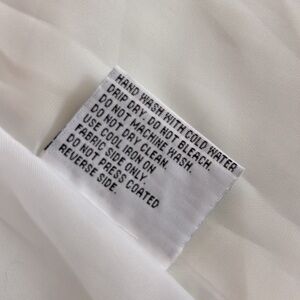 HAND WASH WITH COLD WATER
DRIP DRY. DO NOT BLEACH.
DO NOT MACHINE WASH.
DO NOT DRY CLEAN.
USE COOL IRON ON
FABRIC SIDE ONLY.
DO NOT PRESS COATED
REVERSE SIDE.